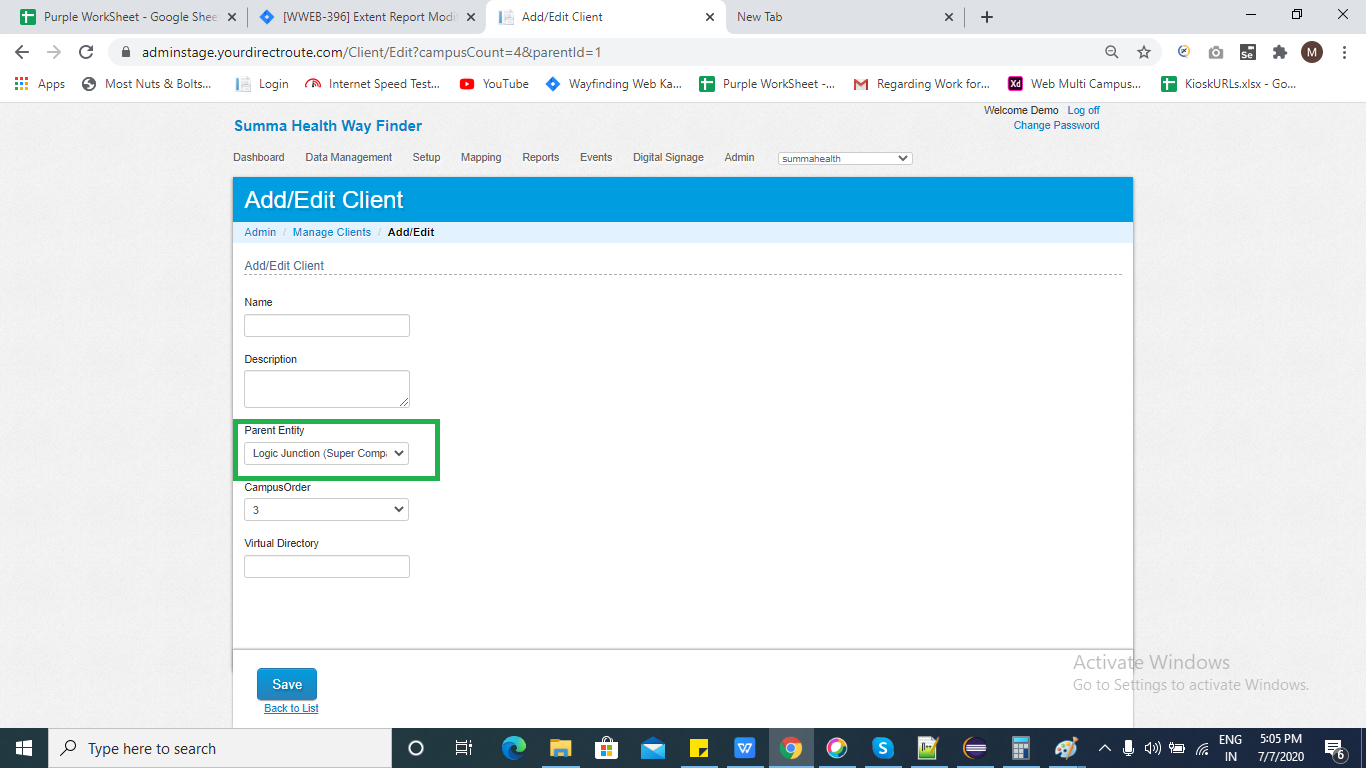 Purple WorkSheet - Google Shee
[WWEB-396] Extent Report Modi
Add/Edit Client
New Tab
adminstage.yourdirectroute.com/Client/Edit?campusCount=4&parentId=1
Se
M
Apps
Most Nuts & Bolts...
Login
Internet Speed Test...
YouTube
Wayfinding Web Ka...
Purple WorkSheet -...
Regarding Work for...
Xd
Web Multi Campus...
KioskURLs.xlsx - Go...
Welcome Demo Log off
Change Password
Summa Health Way Finder
Dashboard Data Management Setup Mapping Reports Events Digital Signage Admin summahealth
Add/Edit Client
Admin / Manage Clients / Add/Edit
Add/Edit Client
Name
Description
Parent Entity
Logic Junction (Super Compa
CampusOrder
3
Virtual Directory
Save
Back to List
Activate Windows
Go to Settings to activate Windows.
Type here to search
W
S
ENG
IN
5:05 PM
7/7/2020
6